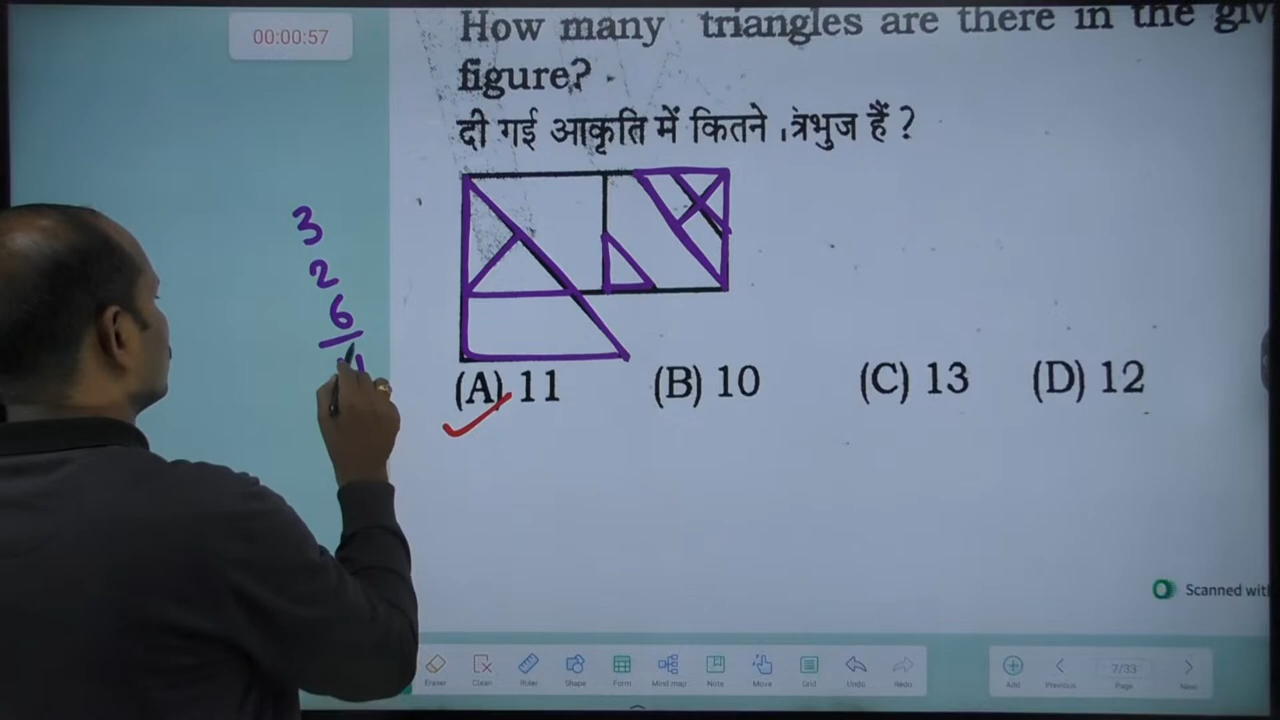 00:00:57
How many triangles are there in the giv
figure?
दी गई आकृति में कितने त्रिभुज हैं ?
3
2
6
(A) 11 (B) 10 (C) 13 (D) 12
Scanned wit
Eraser Clean Ruler Shape Form Mind map Note Move Grid Undo Redo
Add Previous 7/33 Page Next